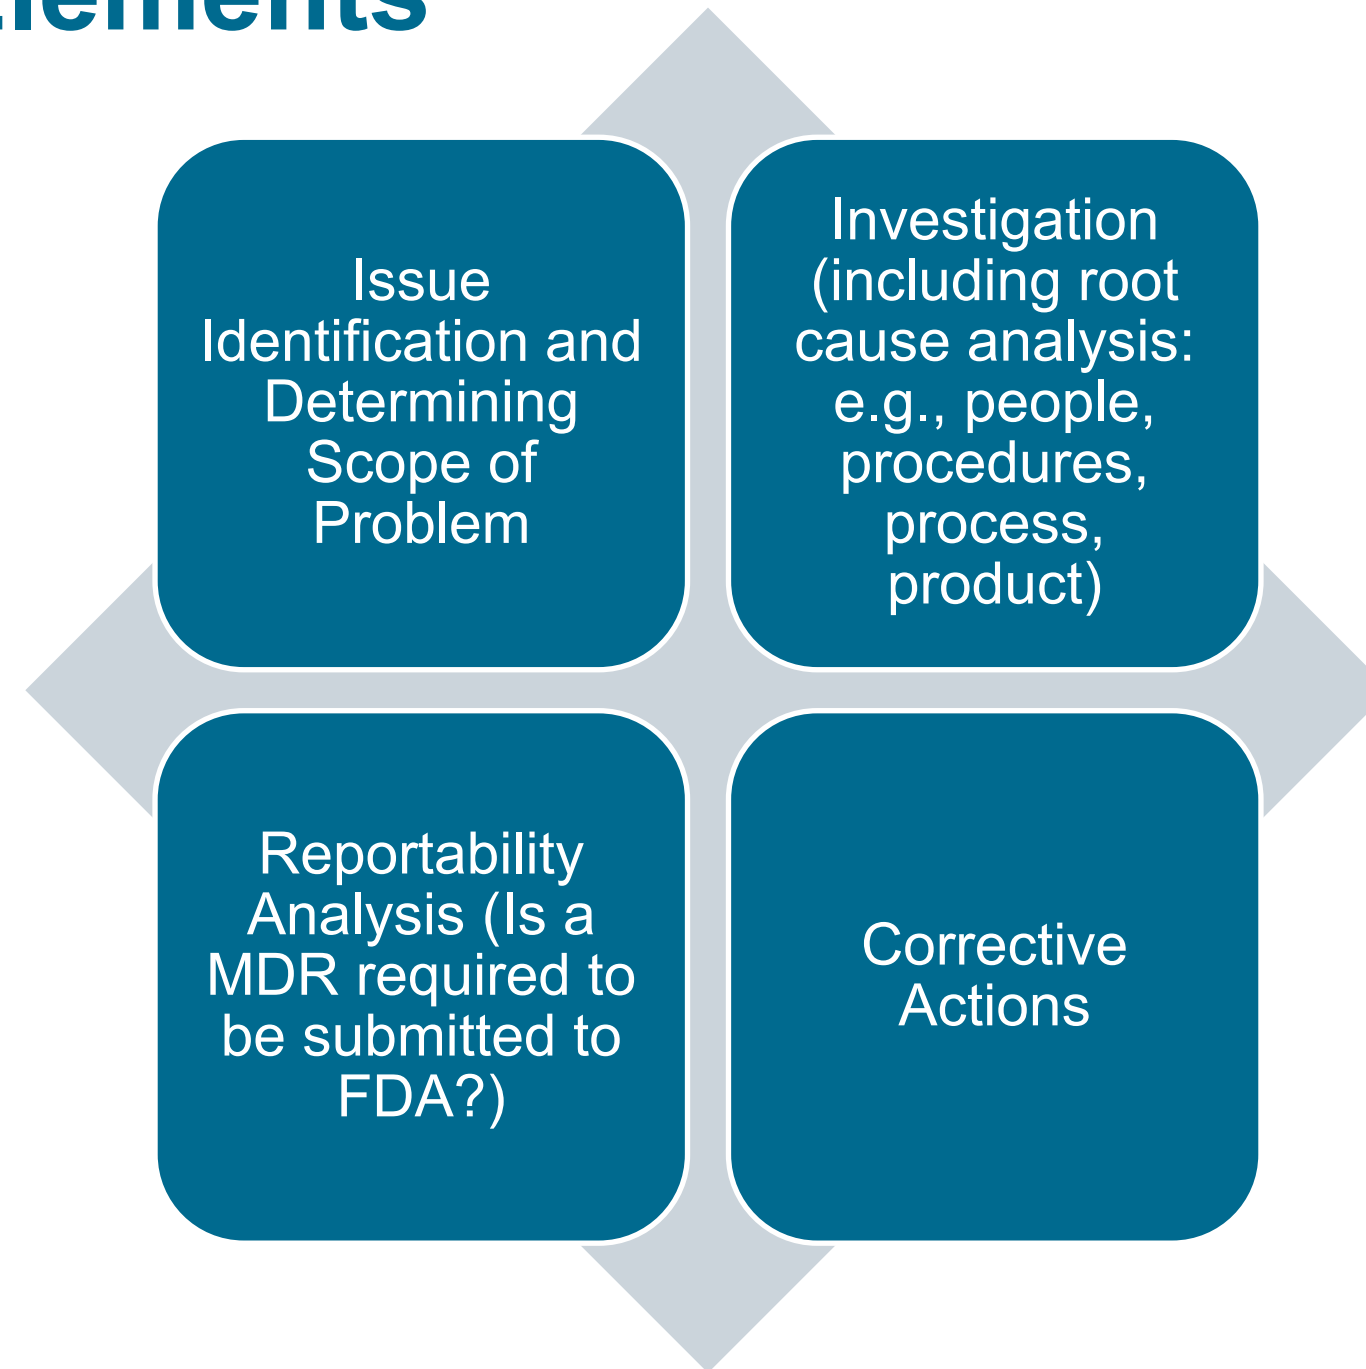 Elements
Issue
Identification and
Determining
Scope of
Problem
Investigation
(including root
cause analysis:
e.g., people,
procedures,
process,
product)
Reportability
Analysis (Is a
MDR required to
be submitted to
FDA?)
Corrective
Actions